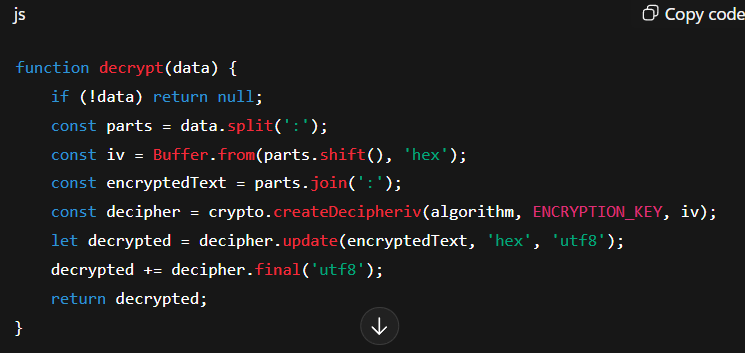 js
Copy code
function decrypt(data) {
    if (!data) return null;
    const parts = data.split(':');
    const iv = Buffer.from(parts.shift(), 'hex');
    const encryptedText = parts.join(':');
    const decipher = crypto.createDecipheriv(algorithm, ENCRYPTION_KEY, iv);
    let decrypted = decipher.update(encryptedText, 'hex', 'utf8');
    decrypted += decipher.final('utf8');
    return decrypted;
}